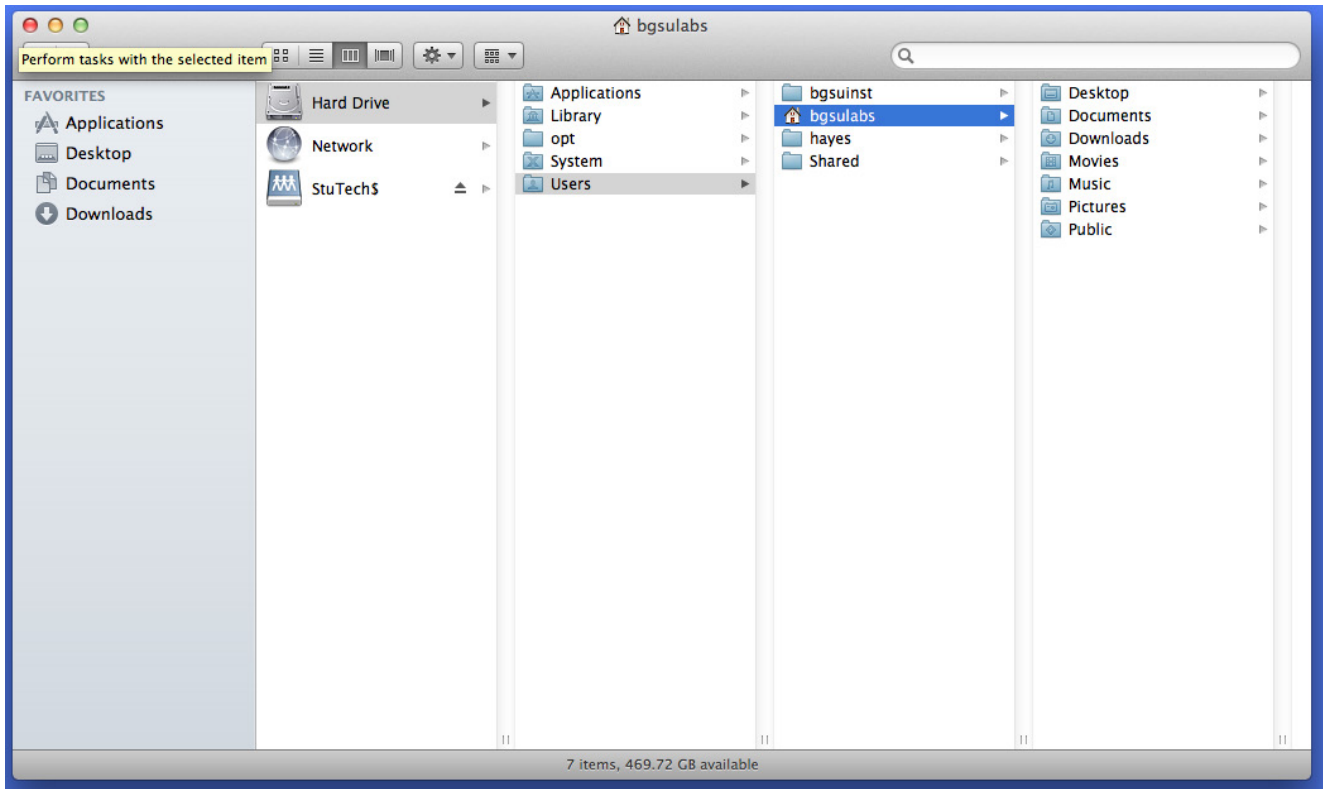 bgsulabs
Perform tasks with the selected item
FAVORITES
Applications
Desktop
Documents
Downloads
Hard Drive
Network
StuTech$
Applications
Library
opt
System
Users
bgsuinst
bgsulabs
hayes
Shared
Desktop
Documents
Downloads
Movies
Music
Pictures
Public
7 items, 469.72 GB available